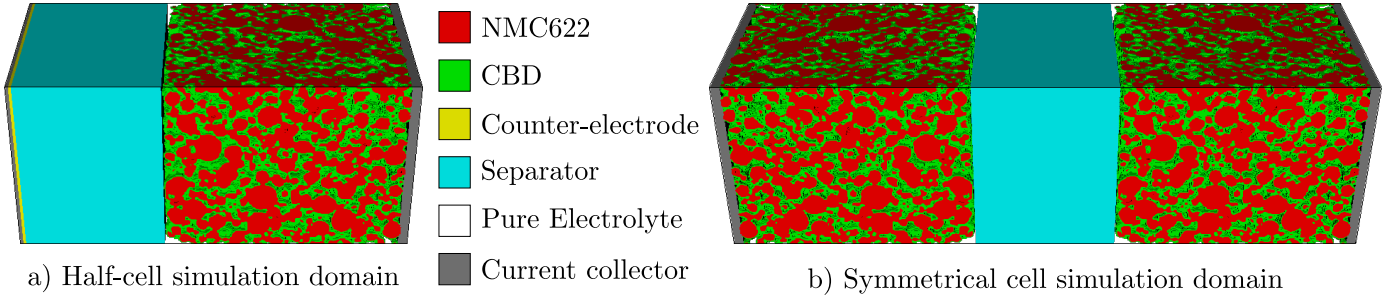 NMC622
CBD
Counter-electrode
Separator
Pure Electrolyte
Current collector
a) Half-cell simulation domain
b) Symmetrical cell simulation domain